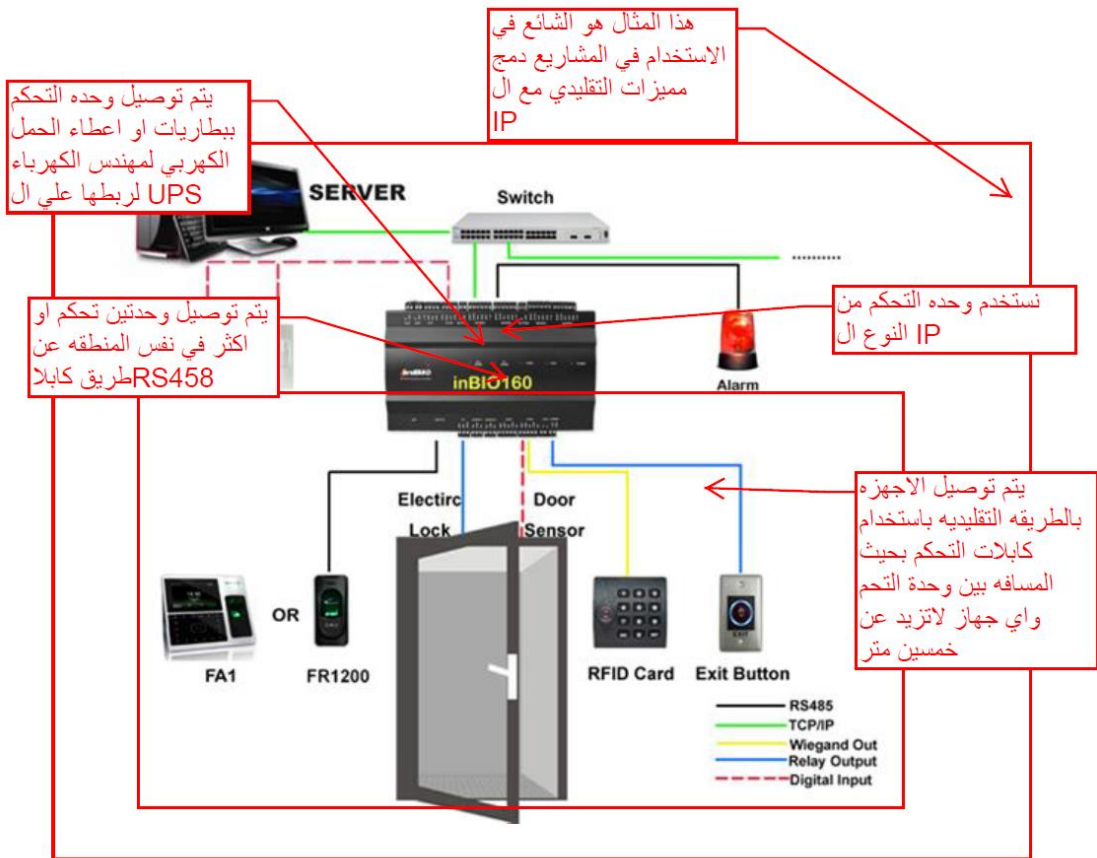 هذا المثال هو الشائع في
الاستخدام في المشاريع دمج
مميزات التقليدي مع ال
IP
يتم توصيل وحده التحكم
ببطاريات او اعطاء الحمل
الكهربي لمهندس الكهرباء
لربطها علي ال UPS
SERVER
Switch
..........
نستخدم وحده التحكم من
النوع ال IP
يتم توصيل وحدتين تحكم او
اكثر في نفس المنطقه عن
طريق كابلا RS458
inBIO160
Alarm
يتم توصيل الاجهزه
بالطريقه التقليديه باستخدام
كابلات التحكم بحيث
المسافه بين وحدة التحم
واي جهاز لاتزيد عن
خمسين متر
Electirc
Lock
Door
Sensor
OR
FA1
FR1200
RFID Card
EXIT
Exit Button
RS485
TCP/IP
Wiegand Out
Relay Output
Digital Input